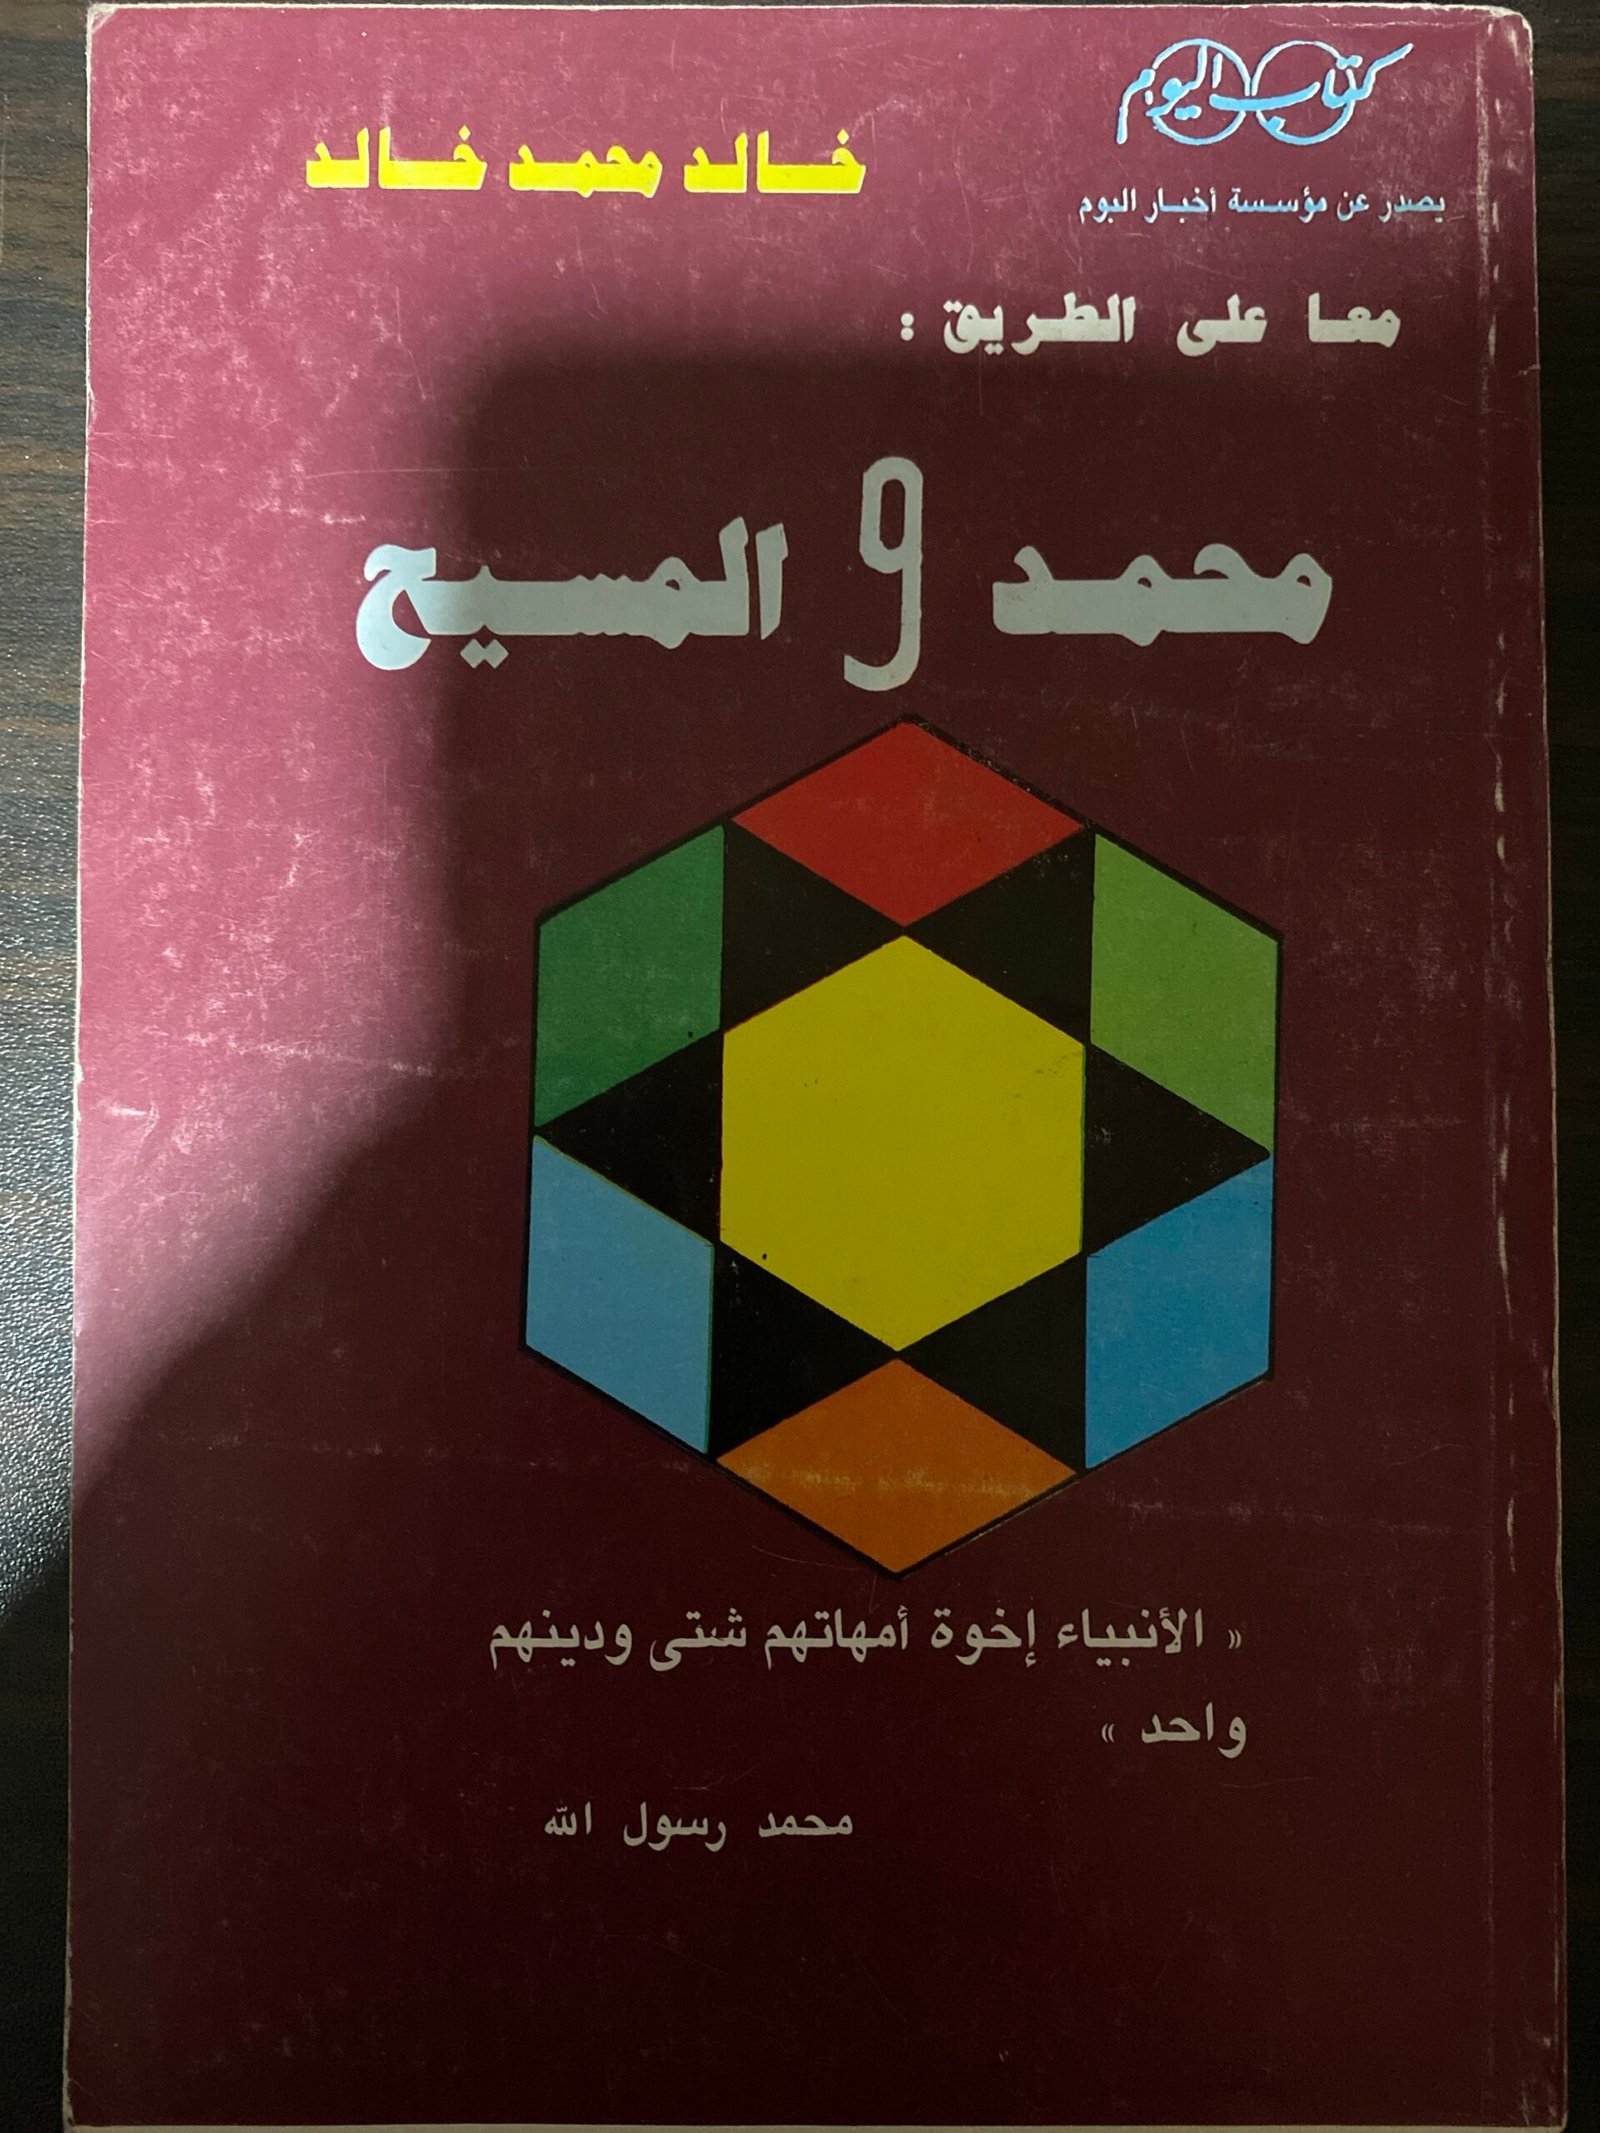 كتاب اليوم
يصدر عن مؤسسة أخبار اليوم
خالد محمد خالد
معا على الطريق :
محمد و المسيح
« الأنبياء إخوة أمهاتهم شتى ودينهم
واحد »
محمد رسول الله